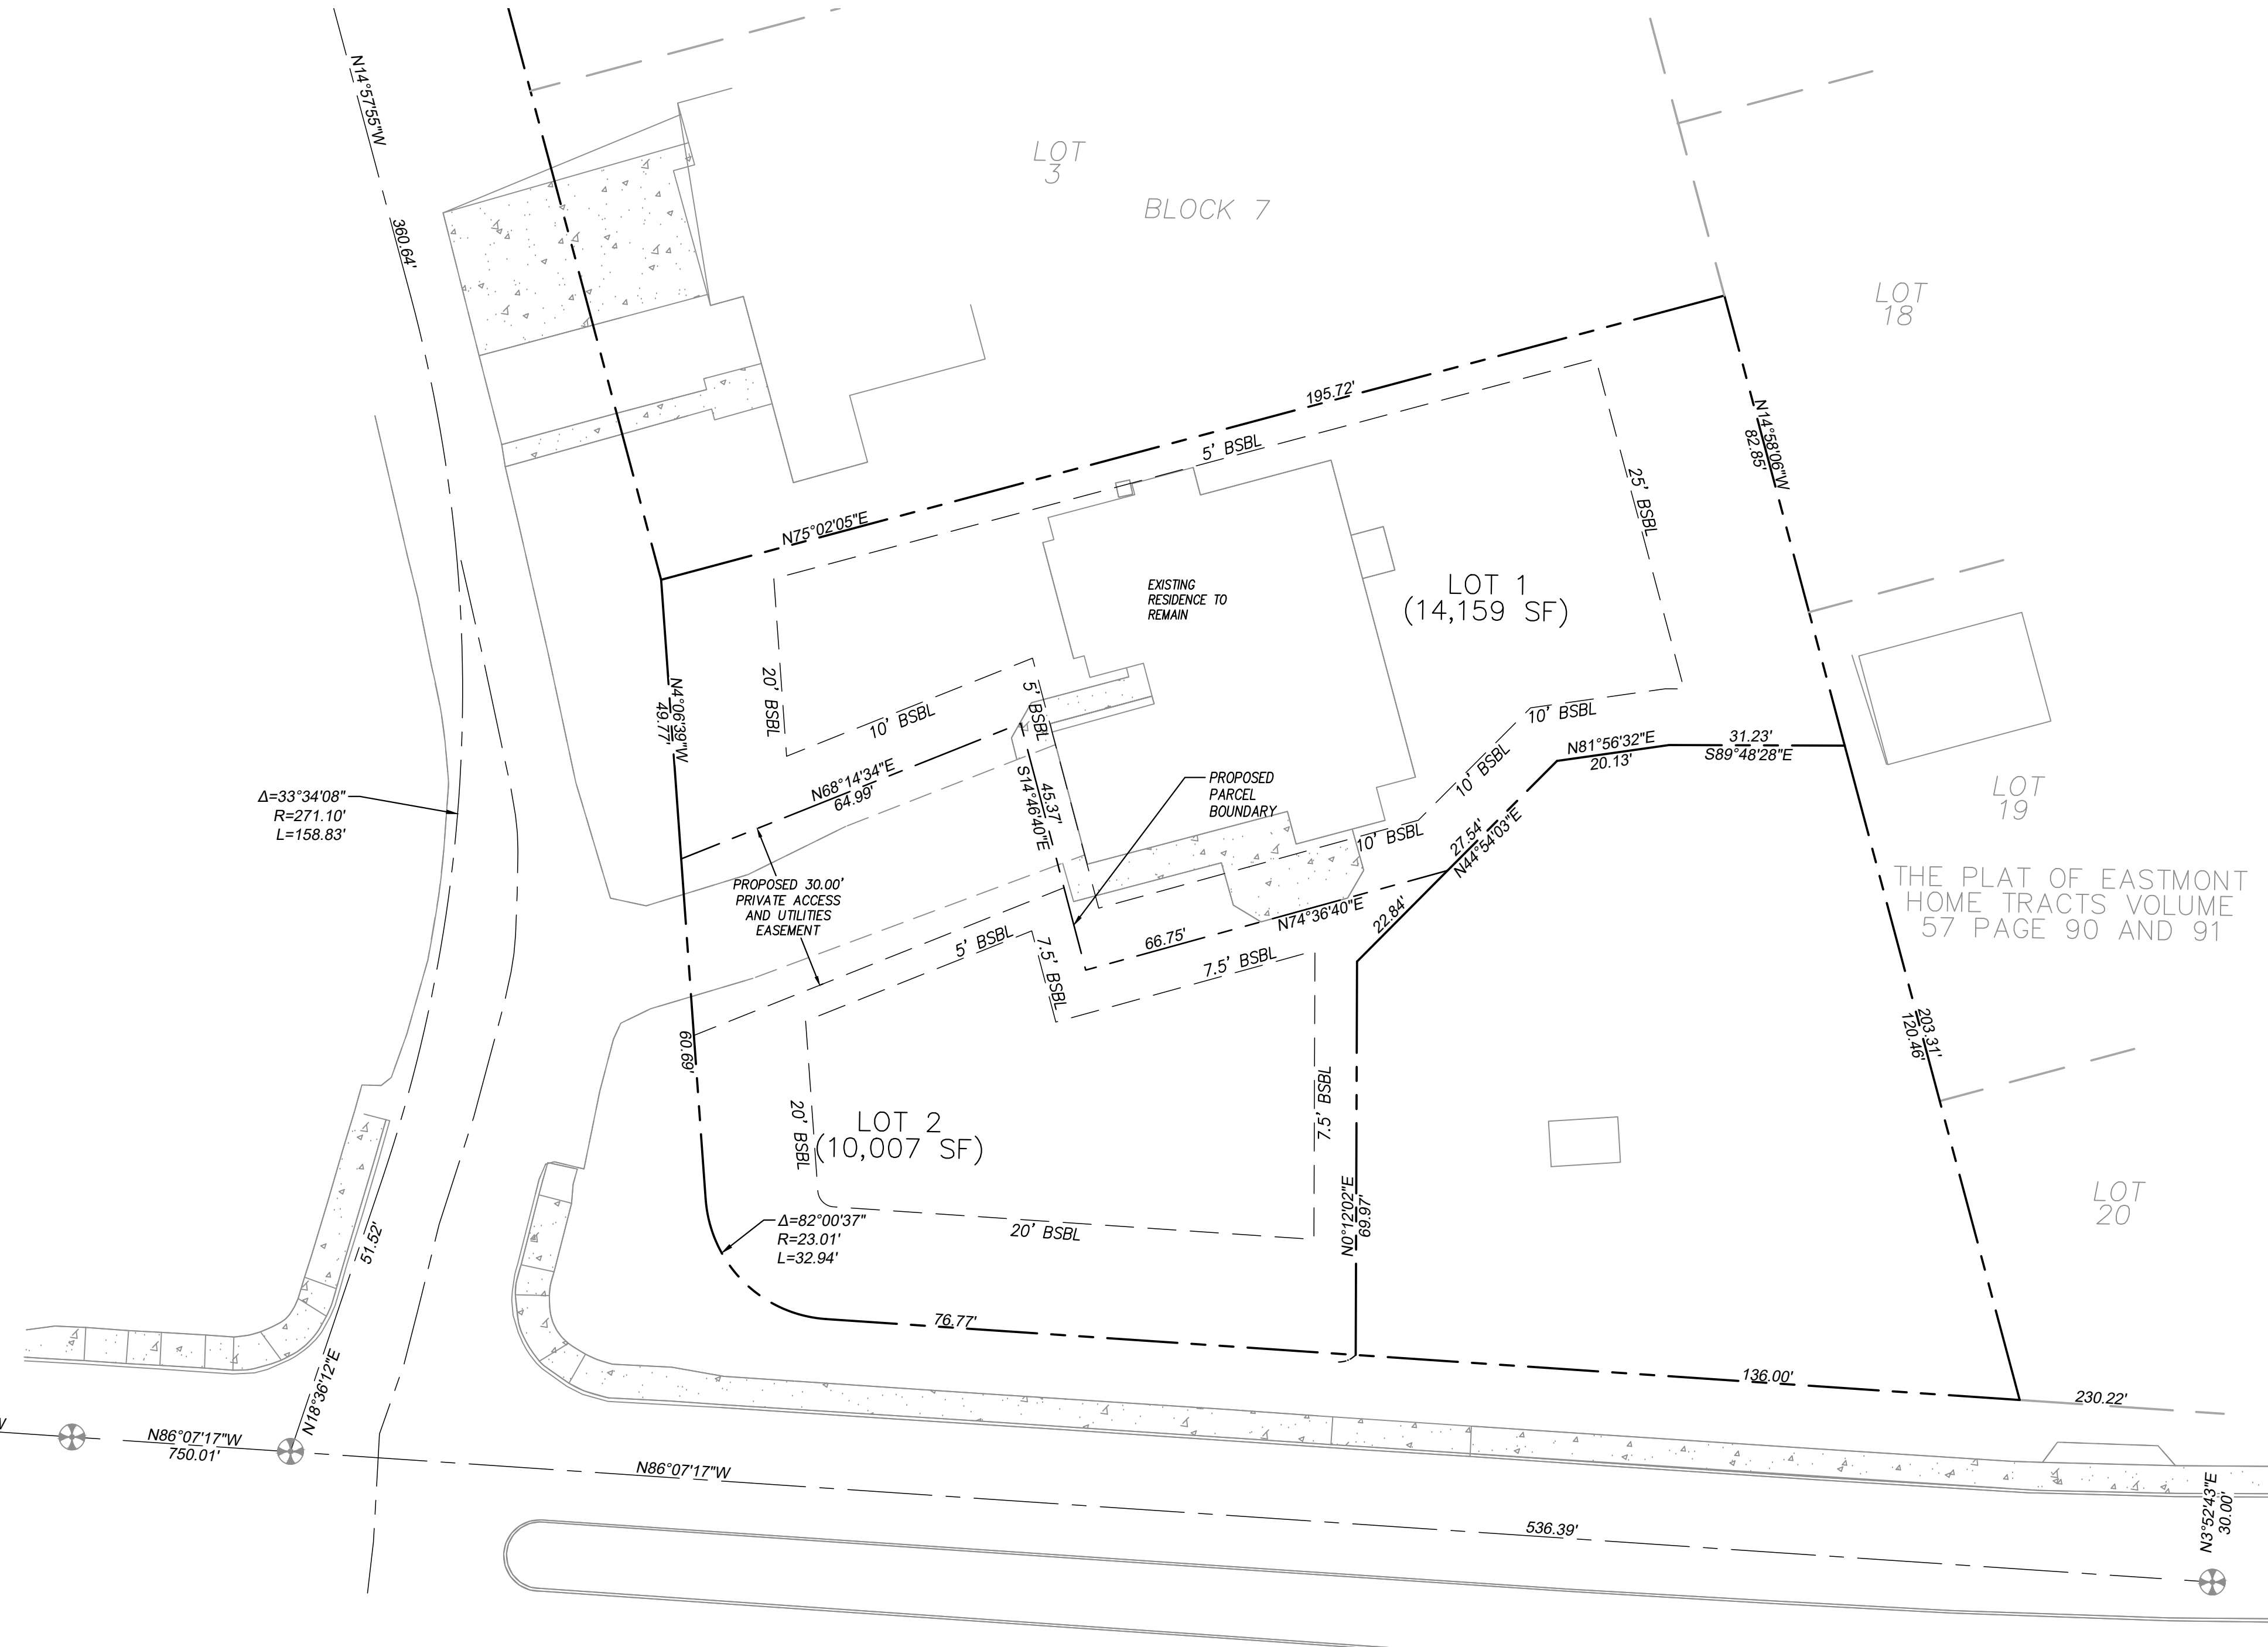 N14°57'55"W
360.64'
LOT
3
BLOCK 7
LOT
18
195.72'
N75°02'05"E
5' BSBL
25' BSBL
N14°58'06"W
82.85'
EXISTING
RESIDENCE TO
REMAIN
LOT 1
(14,159 SF)
20' BSBL
N4°06'39"W
49.77'
10' BSBL
5' BSBL
N68°14'34"E
64.99'
S14°46'40"E
45.37'
PROPOSED
PARCEL
BOUNDARY
10' BSBL
10' BSBL
10' BSBL
N81°56'32"E
20.13'
31.23'
S89°48'28"E
LOT
19
Δ=33°34'08"
R=271.10'
L=158.83'
27.54'
N44°54'03"E
22.84'
THE PLAT OF EASTMONT
HOME TRACTS VOLUME
57 PAGE 90 AND 91
PROPOSED 30.00'
PRIVATE ACCESS
AND UTILITIES
EASEMENT
N74°36'40"E
66.75'
5' BSBL
7.5' BSBL
7.5' BSBL
203.31'
120.46'
60.69'
20' BSBL
LOT 2
(10,007 SF)
7.5' BSBL
LOT
20
N0°12'02"E
69.97'
20' BSBL
Δ=82°00'37"
R=23.01'
L=32.94'
51.52'
N18°36'12"E
76.77'
136.00'
230.22'
N86°07'17"W
750.01'
N86°07'17"W
536.39'
N3°52'43"E
30.00'